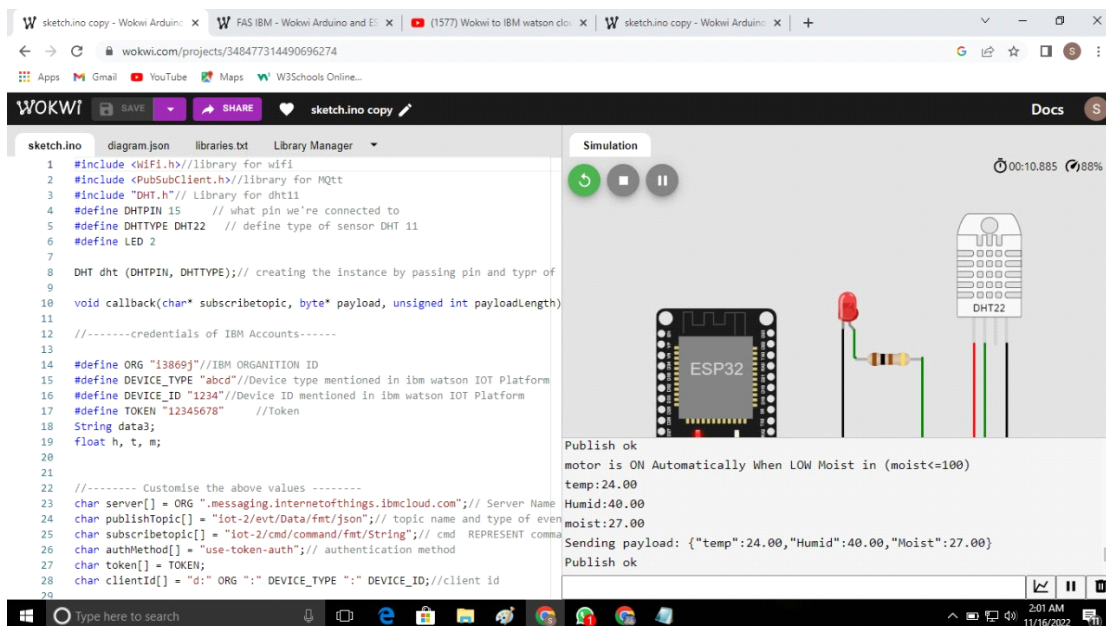 sketch.ino copy - Wokwi Arduino
FAS IBM - Wokwi Arduino and ES
(1577) Wokwi to IBM watson clou
sketch.ino copy - Wokwi Arduino
wokwi.com/projects/348477314490696274
G
S
Apps
Gmail
YouTube
Maps
W3Schools Online...
WOKWI
SAVE
SHARE
sketch.ino copy
Docs
S
sketch.ino
diagram.json
libraries.txt
Library Manager
1 #include <WiFi.h>//library for wifi
2 #include <PubSubClient.h>//library for MQtt
3 #include "DHT.h"// Library for dht11
4 #define DHTPIN 15 // what pin we're connected to
5 #define DHTTYPE DHT22 // define type of sensor DHT 11
6 #define LED 2
7
8 DHT dht (DHTPIN, DHTTYPE);// creating the instance by passing pin and typr of
9
10 void callback(char* subscribetopic, byte* payload, unsigned int payloadLength)
11
12 //-------credentials of IBM Accounts------
13
14 #define ORG "i3869j"//IBM ORGANITION ID
15 #define DEVICE_TYPE "abcd"//Device type mentioned in ibm watson IOT Platform
16 #define DEVICE_ID "1234"//Device ID mentioned in ibm watson IOT Platform
17 #define TOKEN "12345678" //Token
18 String data3;
19 float h, t, m;
20
21
22 //-------- Customise the above values --------
23 char server[] = ORG ".messaging.internetofthings.ibmcloud.com";// Server Name
24 char publishTopic[] = "iot-2/evt/Data/fmt/json";// topic name and type of even
25 char subscribetopic[] = "iot-2/cmd/command/fmt/String";// cmd REPRESENT comma
26 char authMethod[] = "use-token-auth";// authentication method
27 char token[] = TOKEN;
28 char clientId[] = "d:" ORG ":" DEVICE_TYPE ":" DEVICE_ID;//client id
29
Simulation
00:10.885
88%
DHT22
ESP32
Publish ok
motor is ON Automatically When LOW Moist in (moist<=100)
temp:24.00
Humid:40.00
moist:27.00
Sending payload: {"temp":24.00,"Humid":40.00,"Moist":27.00}
Publish ok
Type here to search
2:01 AM
11/16/2022